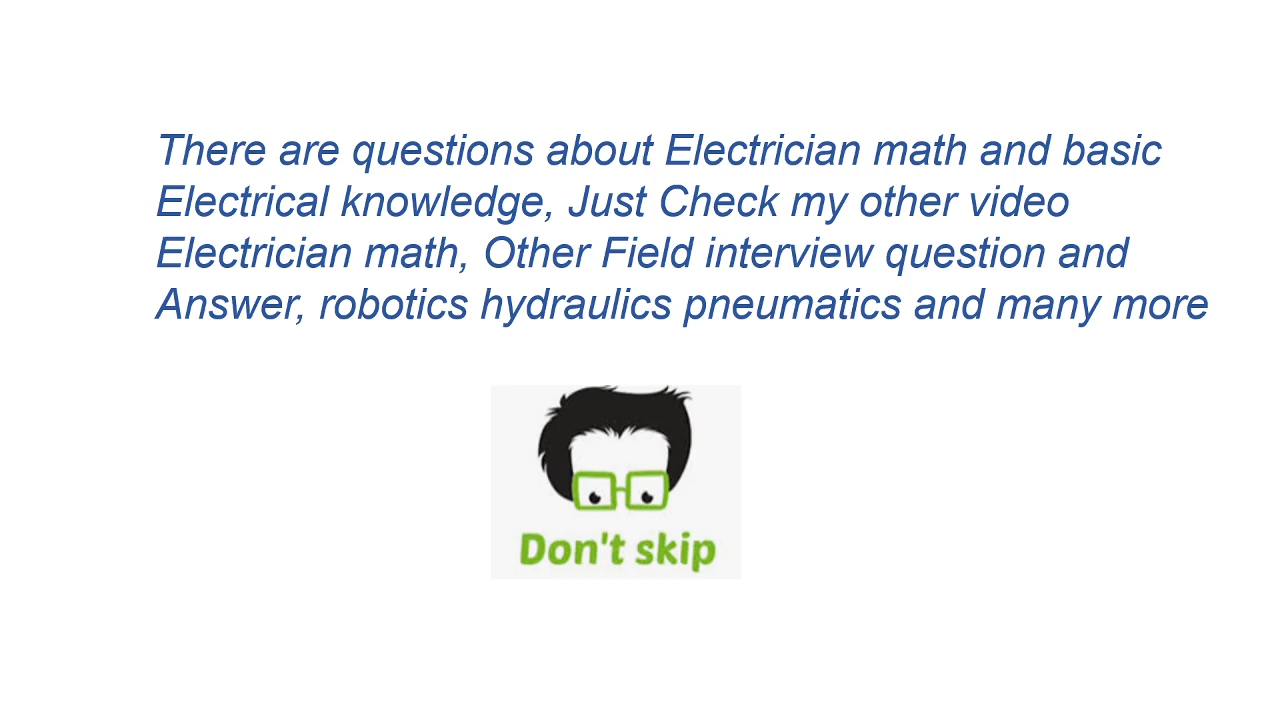 There are questions about Electrician math and basic
Electrical knowledge, Just Check my other video
Electrician math, Other Field interview question and
Answer, robotics hydraulics pneumatics and many more
Don't skip